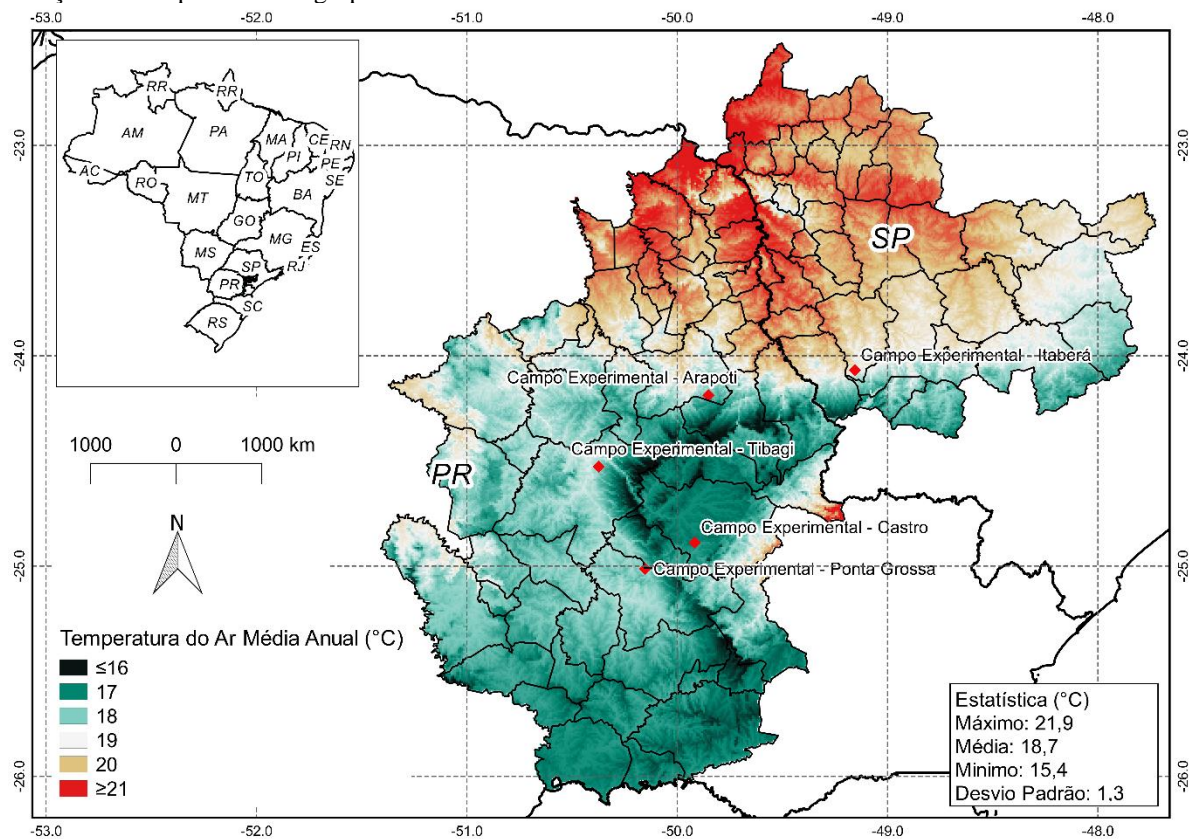 -53.0 -52.0 -51.0 -50.0 -49.0 -48.0
MS
RR
RR
AM
PA
MA
CE
RN
PI
PE
AC
SE
TO
RO
BA
MT
GO
MG
MS
ES
SP
RJ
PR
SC
RS
-23.0
-23.0
SP
-24.0
-24.0
Campo Experimental - Itaberá
Campo Experimental - Arapoti
1000 0 1000 km
Campo Experimental - Tibagi
PR
N
Campo Experimental - Castro
-25.0
-25.0
Campo Experimental - Ponta Grossa
Temperatura do Ar Média Anual (°C)
≤16
17
18
19
20
≥21
Estatística (°C)
Máximo: 21,9
Média: 18,7
Minimo: 15,4
Desvio Padrão: 1,3
-26.0
-26.0
-53.0 -52.0 -51.0 -50.0 -49.0 -48.0